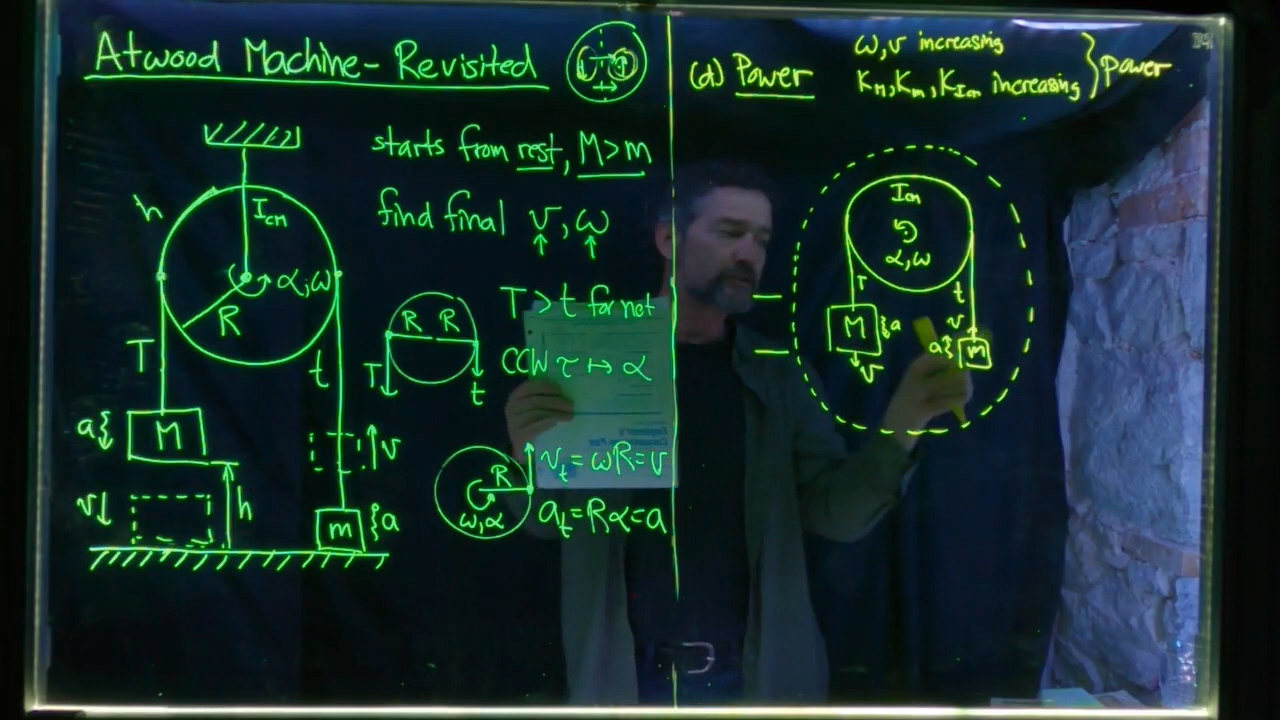 Atwood Machine - Revisited
starts from rest, M>m
find final v, ω
h
I_cm
α, ω
R
T
t
a
M
v
h
v
m
a
R R
T
t
T > t for net
CCW τ ↦ α
R
ω, α
v_t = ωR = v
a_t = Rα = a
(d) Power
ω, v increasing
K_M, K_m, K_Icm increasing
} power
I_cm
α, ω
T
t
M
a
v
v
a
m